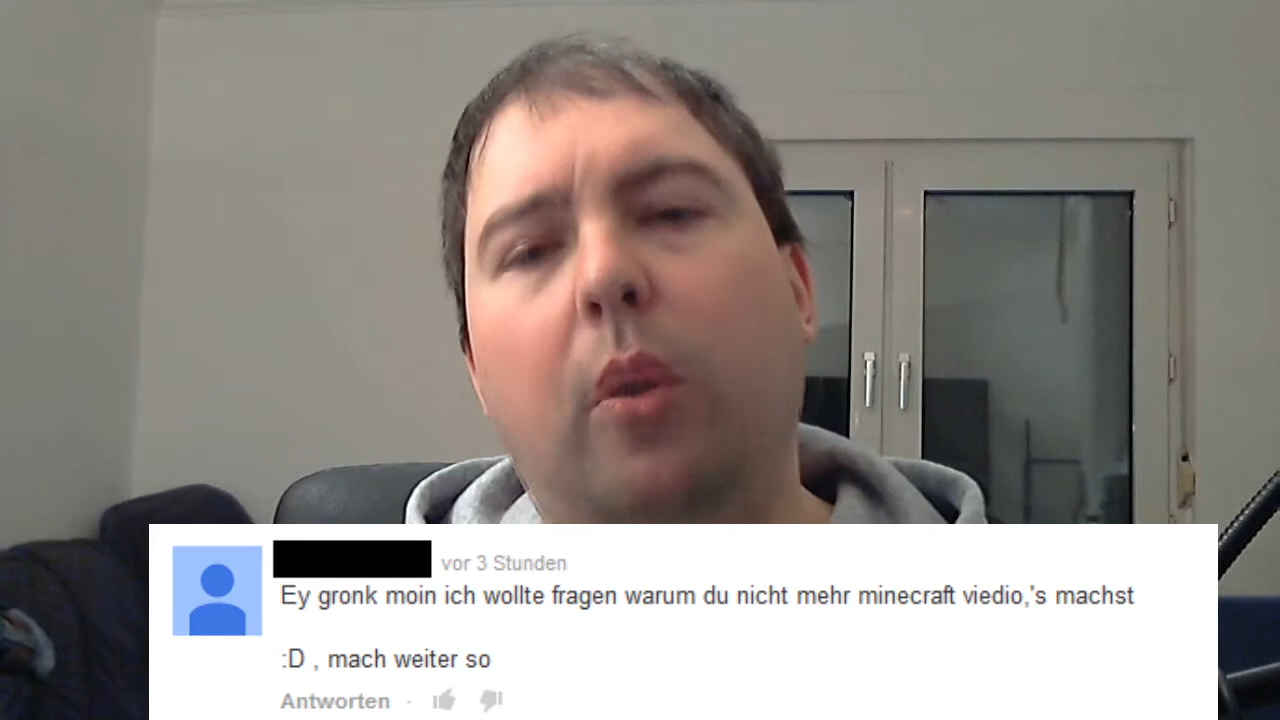 vor 3 Stunden
Ey gronk moin ich wollte fragen warum du nicht mehr minecraft viedio,'s machst
:D , mach weiter so
Antworten ·